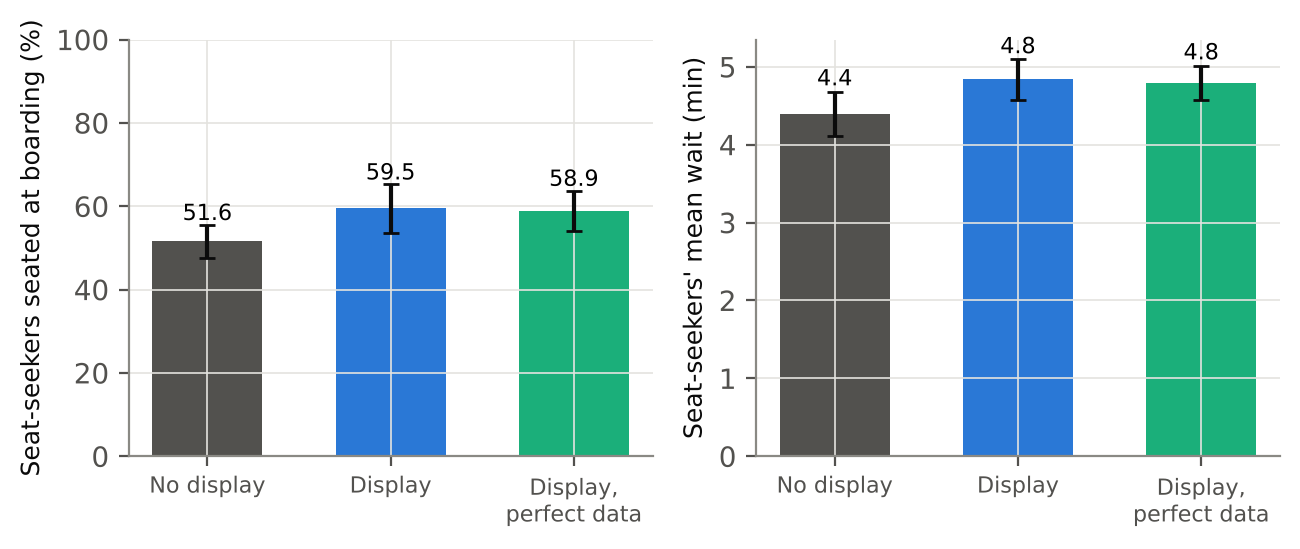 Seat-seekers seated at boarding (%)
100
80
60
40
20
0
51.6
59.5
58.9
No display
Display
Display,
perfect data
Seat-seekers' mean wait (min)
5
4
3
2
1
0
4.4
4.8
4.8
No display
Display
Display,
perfect data